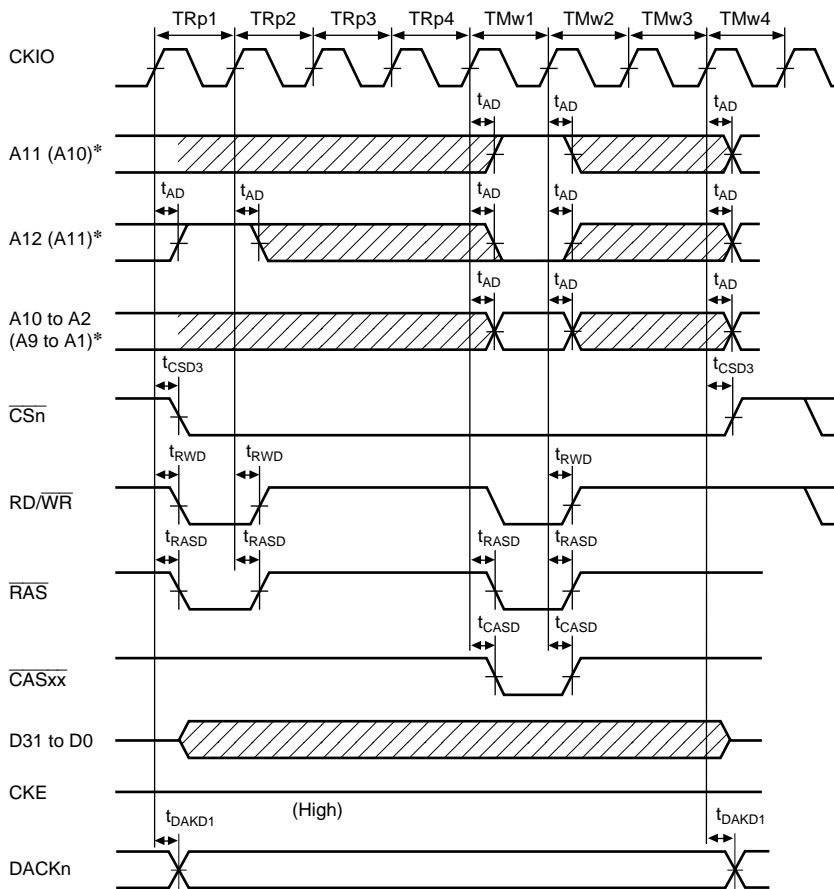 TRp1 TRp2 TRp3 TRp4 TMw1 TMw2 TMw3 TMw4
CKIO
tAD tAD tAD
A11 (A10)*
tAD tAD tAD tAD tAD
A12 (A11)*
tAD tAD tAD
A10 to A2
(A9 to A1)*
tCSD3 tCSD3
CSn
tRWD tRWD tRWD
RD/WR
tRASD tRASD tRASD tRASD
RAS
tCASD tCASD
CASxx
D31 to D0
CKE
(High)
tDAKD1 tDAKD1
DACKn